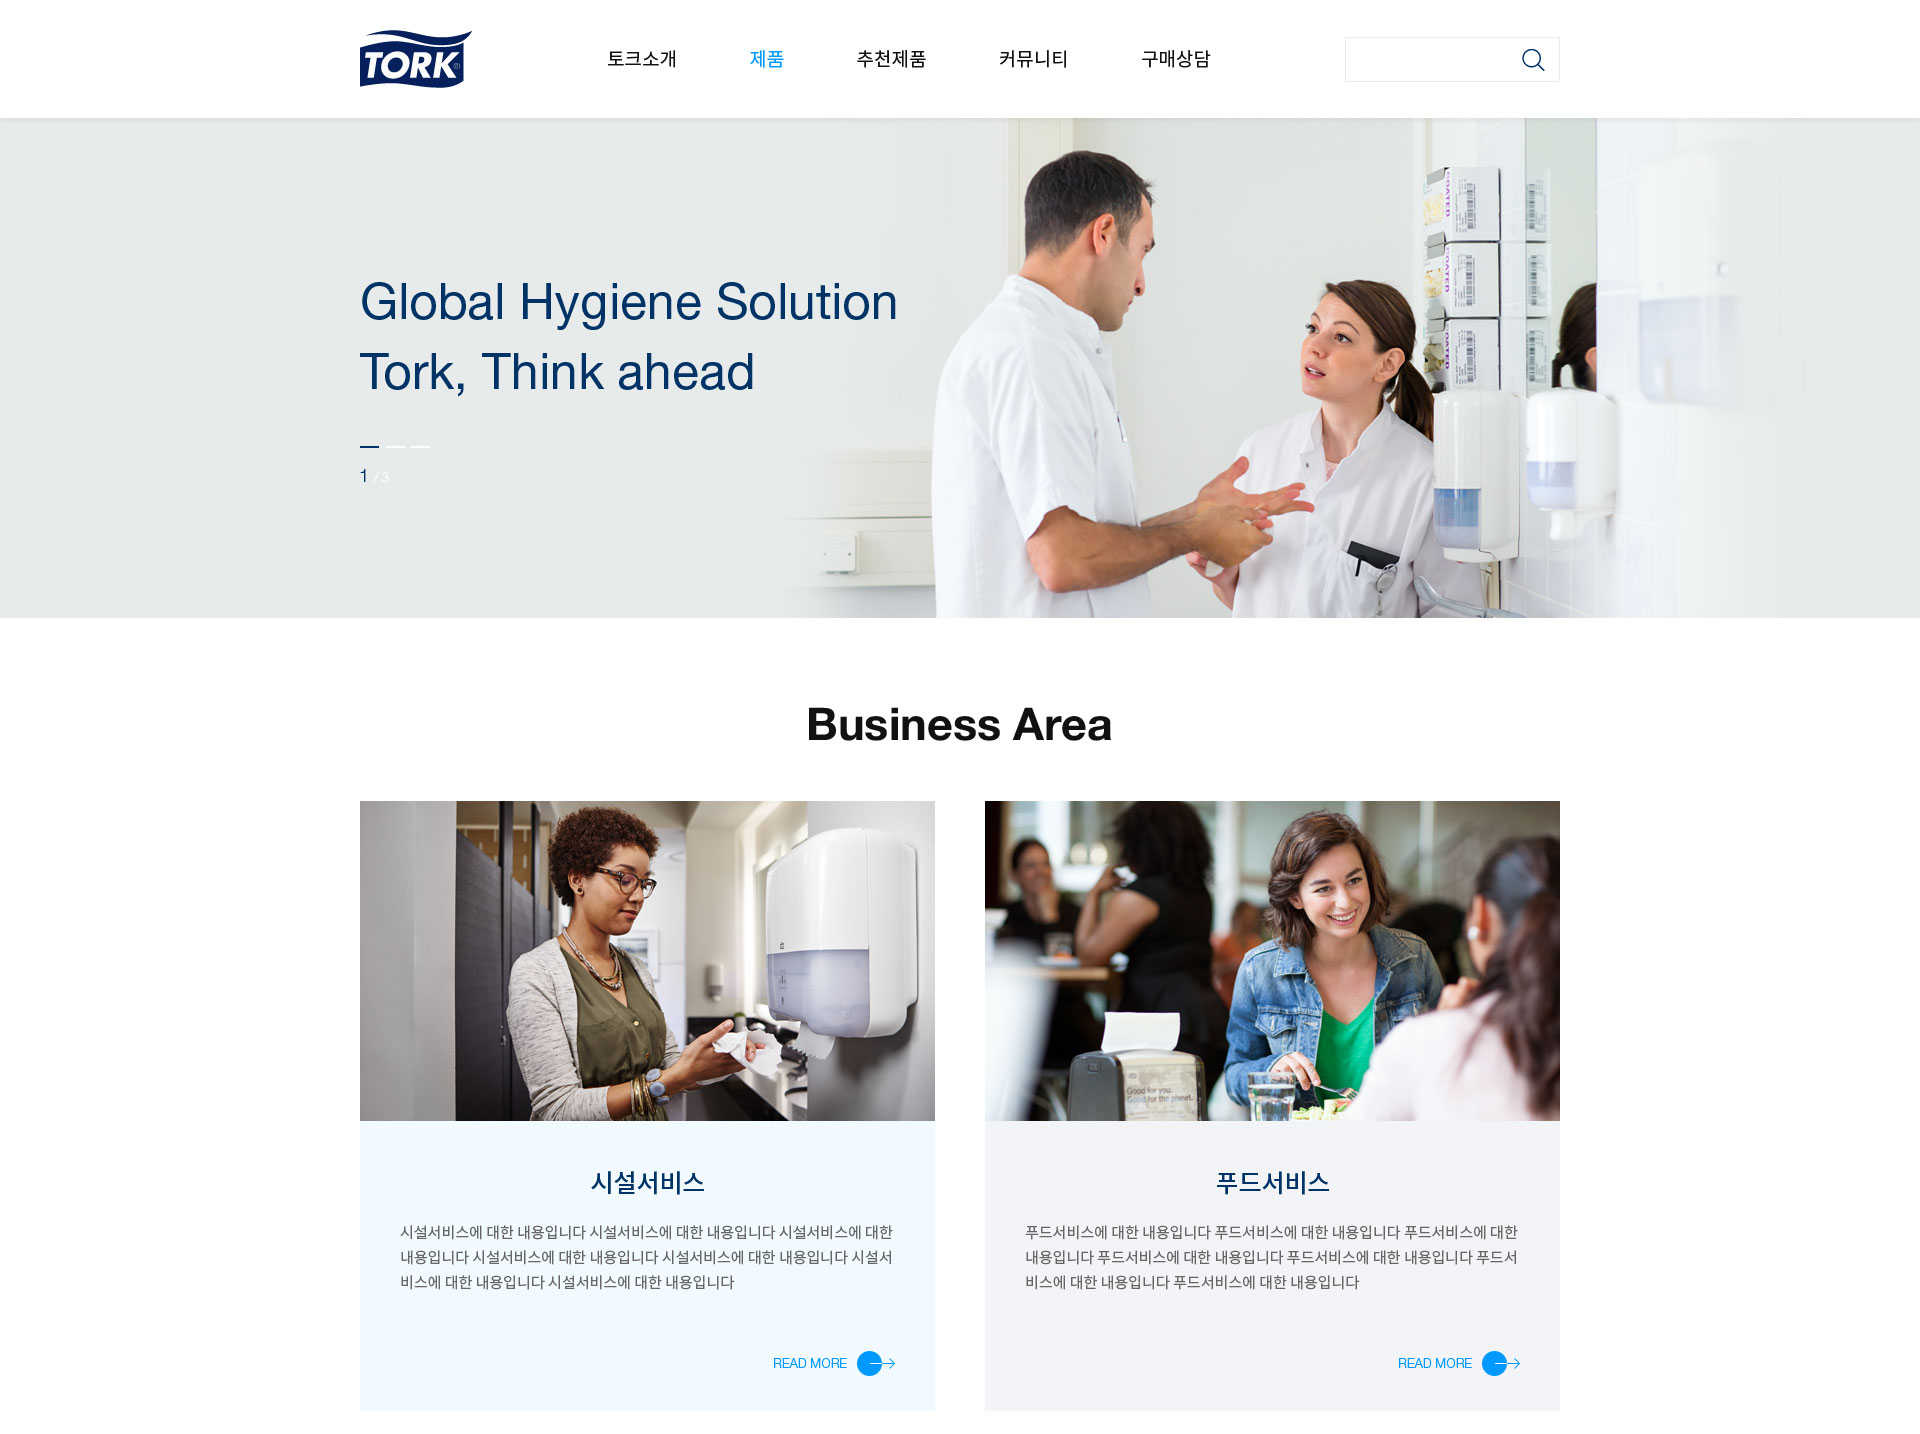 TORK
토크소개
제품
추천제품
커뮤니티
구매상담
COATED
COATED
COATED
Global Hygiene Solution
Tork, Think ahead
1 / 3
Business Area
Good for you.
Good for the planet.
시설서비스
시설서비스에 대한 내용입니다 시설서비스에 대한 내용입니다 시설서비스에 대한
내용입니다 시설서비스에 대한 내용입니다 시설서비스에 대한 내용입니다 시설서
비스에 대한 내용입니다 시설서비스에 대한 내용입니다
READ MORE
푸드서비스
푸드서비스에 대한 내용입니다 푸드서비스에 대한 내용입니다 푸드서비스에 대한
내용입니다 푸드서비스에 대한 내용입니다 푸드서비스에 대한 내용입니다 푸드서
비스에 대한 내용입니다 푸드서비스에 대한 내용입니다
READ MORE